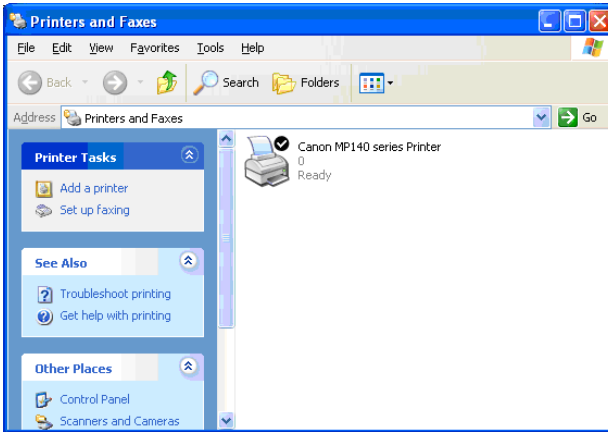 Printers and Faxes
File Edit View Favorites Tools Help
Back Search Folders
Address Printers and Faxes Go
Printer Tasks
Add a printer
Set up faxing
See Also
Troubleshoot printing
Get help with printing
Other Places
Control Panel
Scanners and Cameras
Canon MP140 series Printer
0
Ready